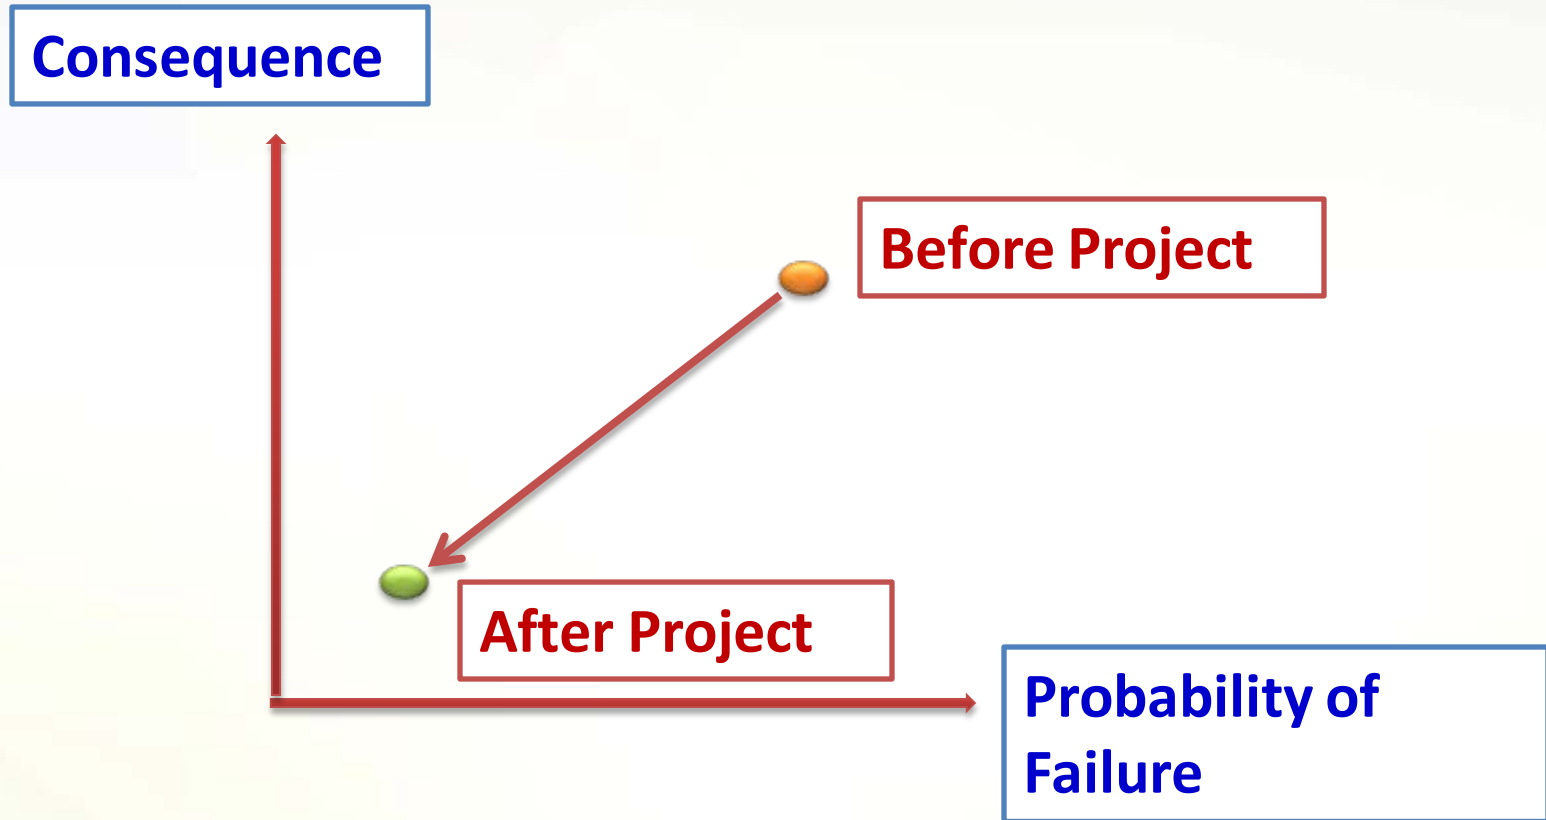 Consequence
Before Project
After Project
Probability of
Failure